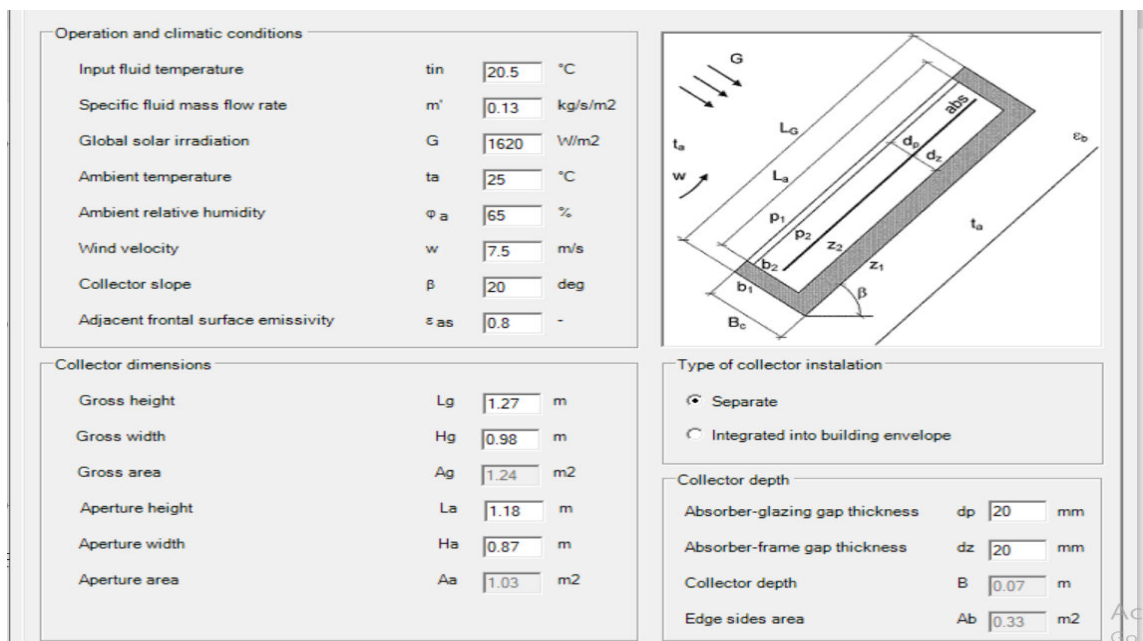 Operation and climatic conditions
Input fluid temperature tin 20.5 °C
Specific fluid mass flow rate m' 0.13 kg/s/m2
Global solar irradiation G 1620 W/m2
Ambient temperature ta 25 °C
Ambient relative humidity φa 65 %
Wind velocity w 7.5 m/s
Collector slope β 20 deg
Adjacent frontal surface emissivity εas 0.8 -
G
ta
w
LG
La
abs
dp
dz
εb
p1
p2
z2
z1
ta
b2
b1
β
Bc
Collector dimensions
Gross height Lg 1.27 m
Gross width Hg 0.98 m
Gross area Ag 1.24 m2
Aperture height La 1.18 m
Aperture width Ha 0.87 m
Aperture area Aa 1.03 m2
Type of collector instalation
Separate
Integrated into building envelope
Collector depth
Absorber-glazing gap thickness dp 20 mm
Absorber-frame gap thickness dz 20 mm
Collector depth B 0.07 m
Edge sides area Ab 0.33 m2